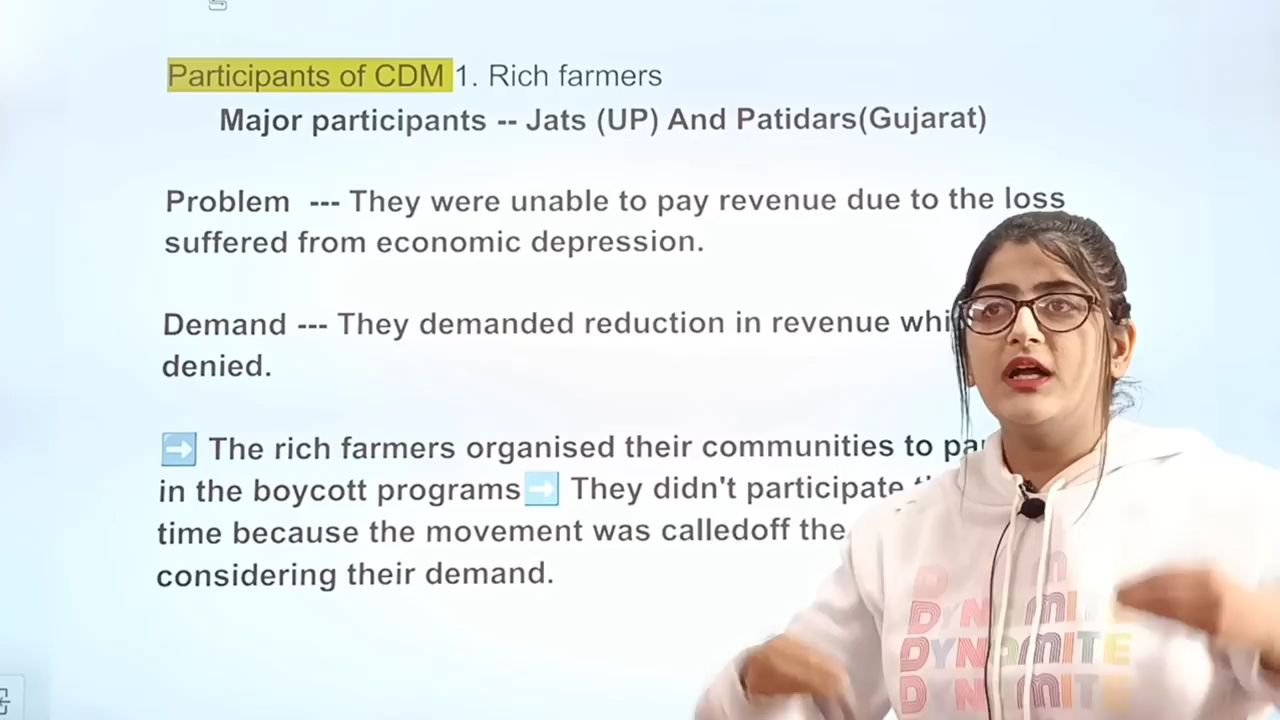 Participants of CDM 1. Rich farmers
Major participants -- Jats (UP) And Patidars(Gujarat)
Problem --- They were unable to pay revenue due to the loss
suffered from economic depression.
Demand --- They demanded reduction in revenue
denied.
➡️ The rich farmers organised their communities to
in the boycott programs➡️ They didn't participate
time because the movement was calledoff the
considering their demand.
DYNAMITE